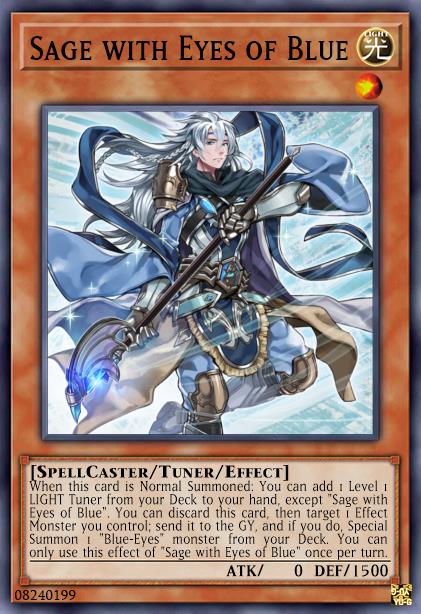 Sage with Eyes of Blue
LIGHT
光
[SpellCaster/Tuner/Effect]
When this card is Normal Summoned: You can add 1 Level 1
LIGHT Tuner from your Deck to your hand, except "Sage with
Eyes of Blue". You can discard this card, then target 1 Effect
Monster you control; send it to the GY, and if you do, Special
Summon 1 "Blue-Eyes" monster from your Deck. You can
only use this effect of "Sage with Eyes of Blue" once per turn.
ATK/ 0 DEF/1500
08240199